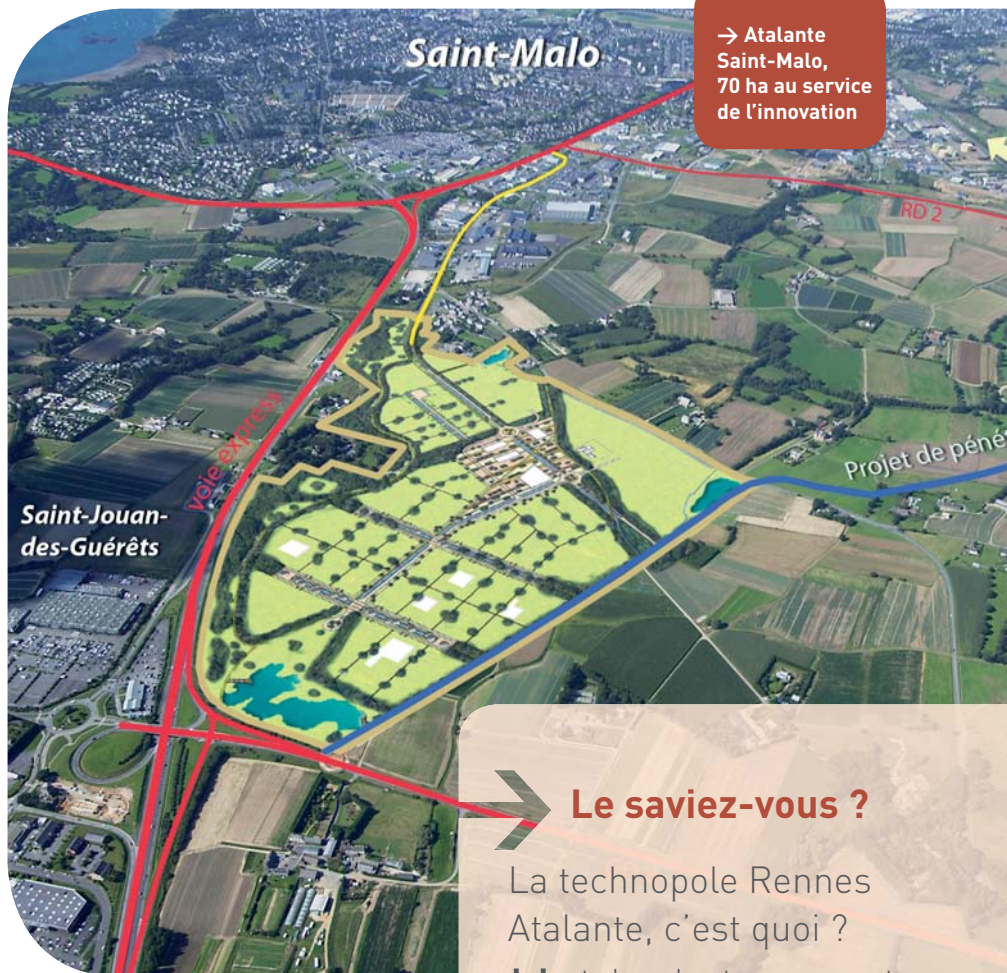 Saint-Malo
→ Atalante
Saint-Malo,
70 ha au service
de l'innovation
RD 2
voie express
Projet de péné
Saint-Jouan-
des-Guérêts
Le saviez-vous ?
La technopole Rennes
Atalante, c'est quoi ?